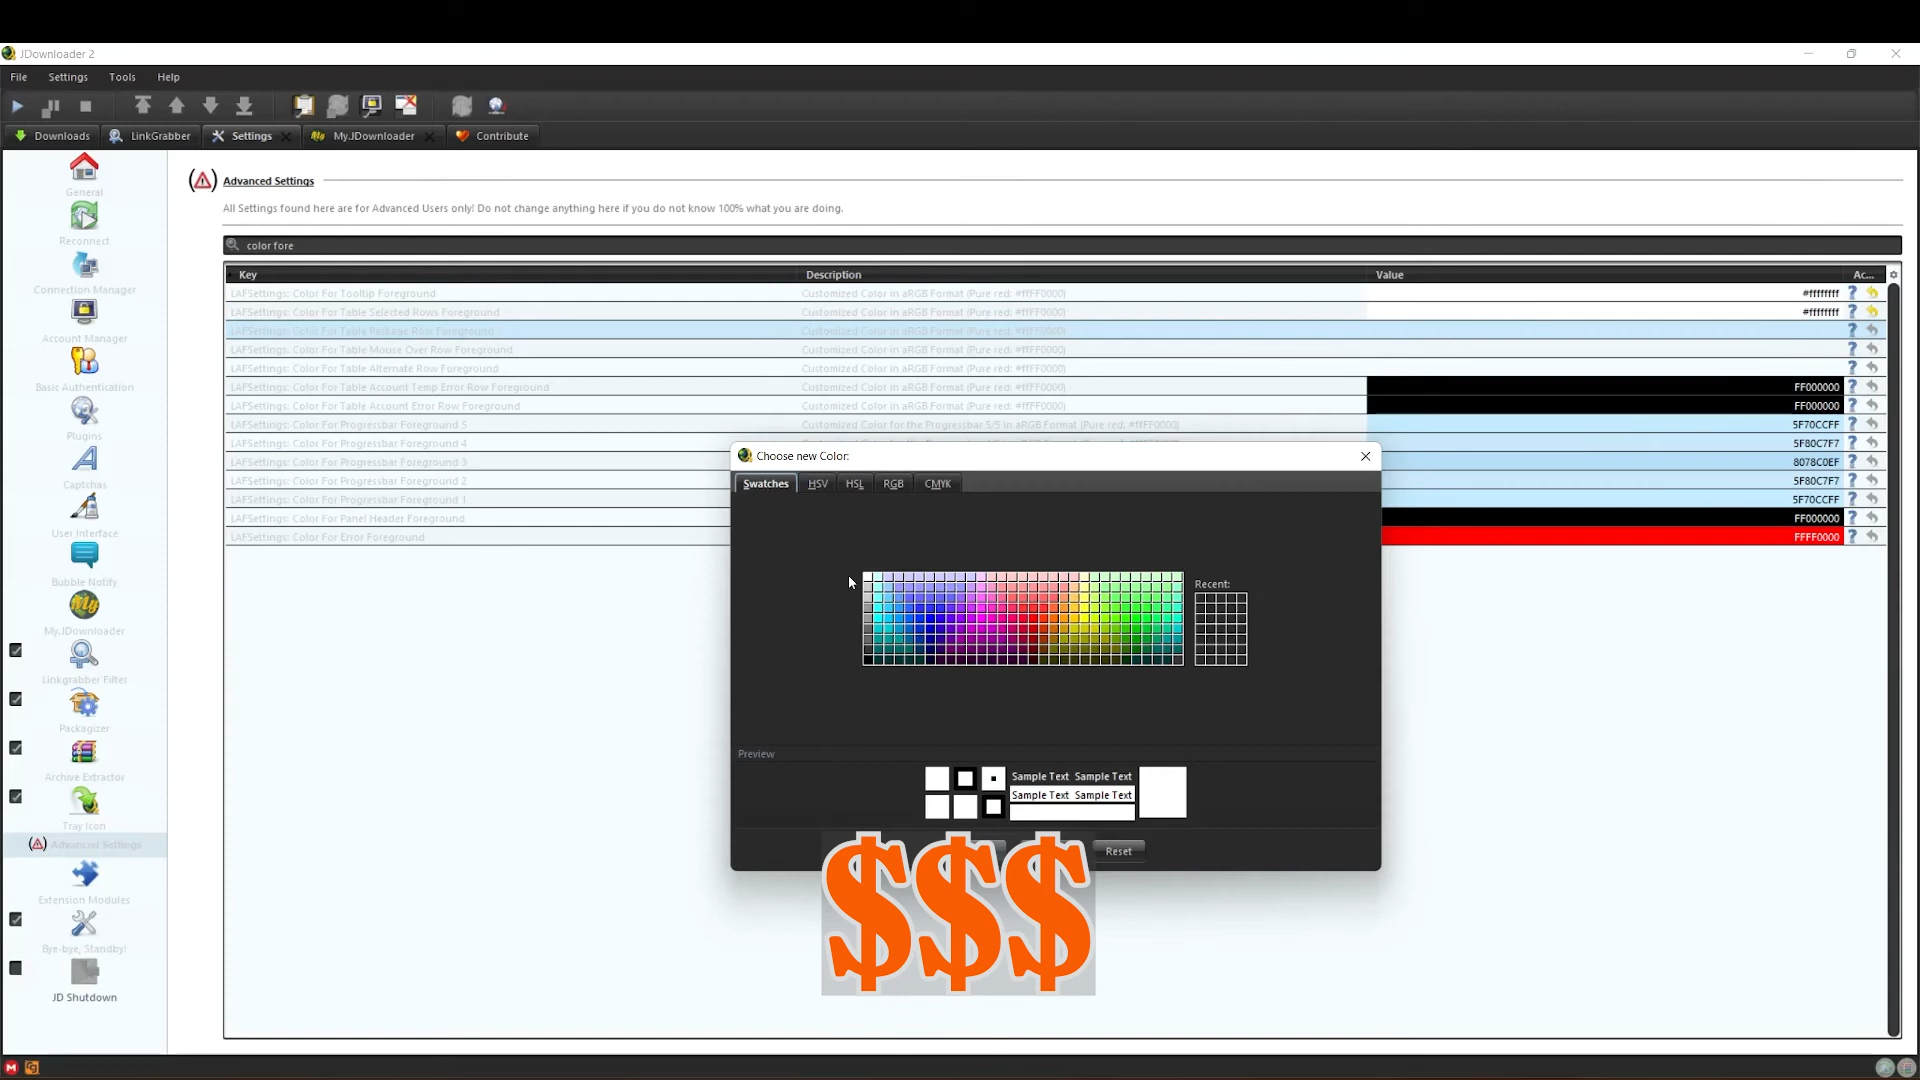 JDownloader 2
File Settings Tools Help
Downloads LinkGrabber Settings My.JDownloader Contribute
General
Reconnect
Connection Manager
Account Manager
Basic Authentication
Plugins
Captchas
User Interface
Bubble Notify
My.JDownloader
Linkgrabber Filter
Packagizer
Archive Extractor
Tray Icon
Advanced Settings
Extension Modules
Bye-bye, Standby!
JD Shutdown
Advanced Settings
All Settings found here are for Advanced Users only! Do not change anything here if you do not know 100% what you are doing.
color fore
Key Description Value Ac...
LAFSettings: Color For Tooltip Foreground Customized Color in aRGB Format (Pure red: #ffFF0000) #ffffffff
LAFSettings: Color For Table Selected Rows Foreground Customized Color in aRGB Format (Pure red: #ffFF0000) #ffffffff
LAFSettings: Color For Table Package Row Foreground Customized Color in aRGB Format (Pure red: #ffFF0000)
LAFSettings: Color For Table Mouse Over Row Foreground Customized Color in aRGB Format (Pure red: #ffFF0000)
LAFSettings: Color For Table Alternate Row Foreground Customized Color in aRGB Format (Pure red: #ffFF0000)
LAFSettings: Color For Table Account Temp Error Row Foreground Customized Color in aRGB Format (Pure red: #ffFF0000) FF000000
LAFSettings: Color For Table Account Error Row Foreground Customized Color in aRGB Format (Pure red: #ffFF0000) FF000000
LAFSettings: Color For Progressbar Foreground 5 Customized Color for the Progressbar 5/5 in aRGB Format (Pure red: #ffFF0000) 5F70CCFF
LAFSettings: Color For Progressbar Foreground 4 5F80C7F7
LAFSettings: Color For Progressbar Foreground 3 8078C0EF
LAFSettings: Color For Progressbar Foreground 2 5F80C7F7
LAFSettings: Color For Progressbar Foreground 1 5F70CCFF
LAFSettings: Color For Panel Header Foreground FF000000
LAFSettings: Color For Error Foreground FFFF0000
Choose new Color:
Swatches HSV HSL RGB CMYK
Recent:
Preview
Sample Text Sample Text
Sample Text Sample Text
Reset
$$$